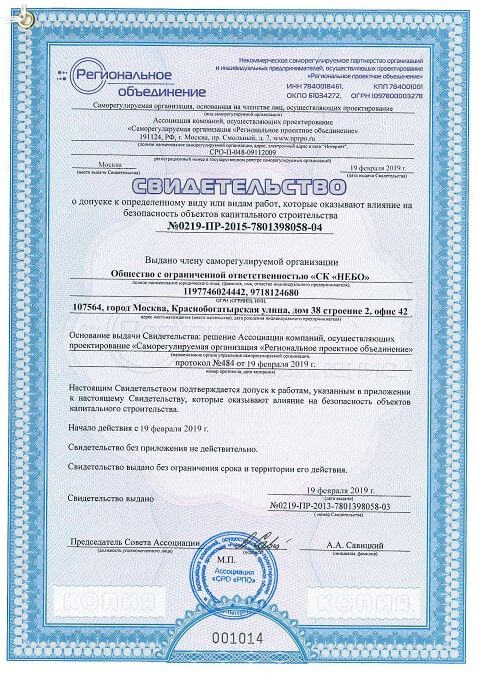 Некоммерческое саморегулируемое партнерство организаций
и индивидуальных предпринимателей, осуществляющих проектирование
«Региональное проектное объединение»
Региональное
объединение
ИНН 7840018461, КПП 784001001
ОКПО 61034272, ОГРН 1097800003278
Саморегулируемая организация, основанная на членстве лиц, осуществляющих проектирование
(вид саморегулируемой организации)
Ассоциация компаний, осуществляющих проектирование
«Саморегулируемая организация «Региональное проектное объединение»
191124, РФ, г. Москва, пр. Смольный, д. 7, www.nprpo.ru
(полное наименование саморегулируемой организации, адрес, электронный адрес в сети "Интернет",
СРО-П-048-09112009
регистрационный номер в государственном реестре саморегулируемых организаций)
Москва 19 февраля 2019 г.
(место выдачи Свидетельства) (дата выдачи Свидетельства)
СВИДЕТЕЛЬСТВО
о допуске к определенному виду или видам работ, которые оказывают влияние на
безопасность объектов капитального строительства
№0219-ПР-2015-7801398058-04
Выдано члену саморегулируемой организации
Общество с ограниченной ответственностью «СК «НЕБО»
полное наименование юридического лица, (фамилия, имя, отчество индивидуального предпринимателя),
1197746024442, 9718124680
ОГРН (ОГРНИП), ИНН,
107564, город Москва, Краснобогатырская улица, дом 38 строение 2, офис 42
адрес местонахождения (место жительства), дата рождения индивидуального предпринимателя)
Основание выдачи Свидетельства: решение Ассоциации компаний, осуществляющих
проектирование «Саморегулируемая организация «Региональное проектное объединение»
(наименование органа управления саморегулируемой организации,
протокол №484 от 19 февраля 2019 г.
номер протокола, дата заседания)
Настоящим Свидетельством подтверждается допуск к работам, указанным в приложении
к настоящему Свидетельству, которые оказывают влияние на безопасность объектов
капитального строительства.
Начало действия с 19 февраля 2019 г.
Свидетельство без приложения не действительно.
Свидетельство выдано без ограничения срока и территории его действия.
19 февраля 2019 г.
Свидетельство выдано
(дата выдачи)
№0219-ПР-2013-7801398058-03
( номер Свидетельства)
Председатель Совета Ассоциации А.А. Савицкий
(должность уполномоченного лица) (подпись) (фамилия, инициалы)
М.П.
Ассоциация
«СРО «РПО»
КОПИЯ КОПИЯ
001014